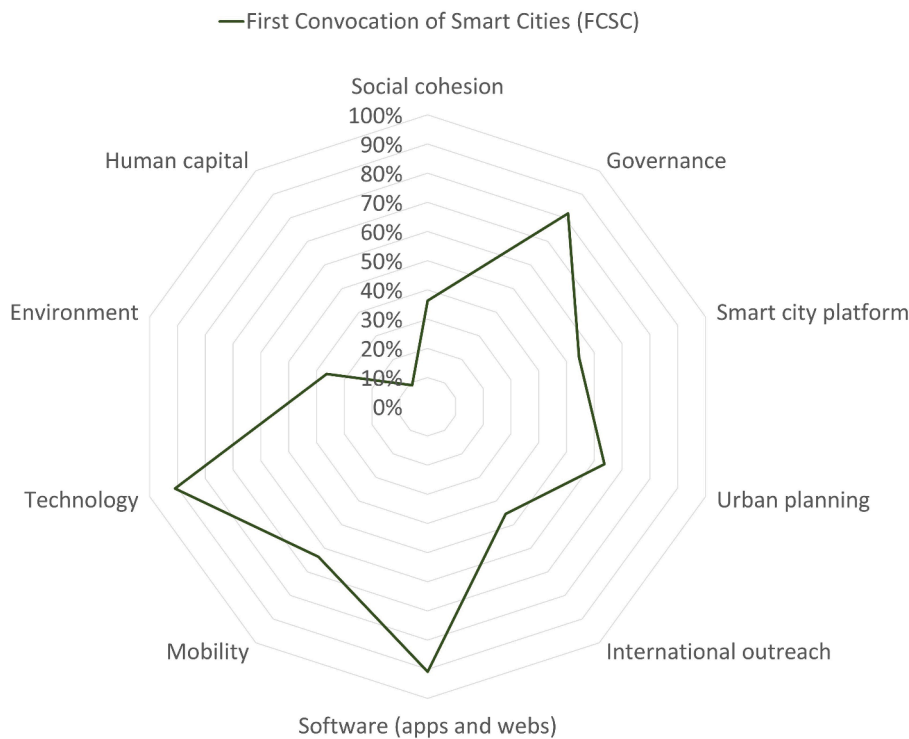 First Convocation of Smart Cities (FCSC)
Social cohesion
100%
90%
80%
70%
60%
50%
40%
30%
20%
10%
0%
Human capital
Governance
Environment
Smart city platform
Technology
Urban planning
Mobility
International outreach
Software (apps and webs)